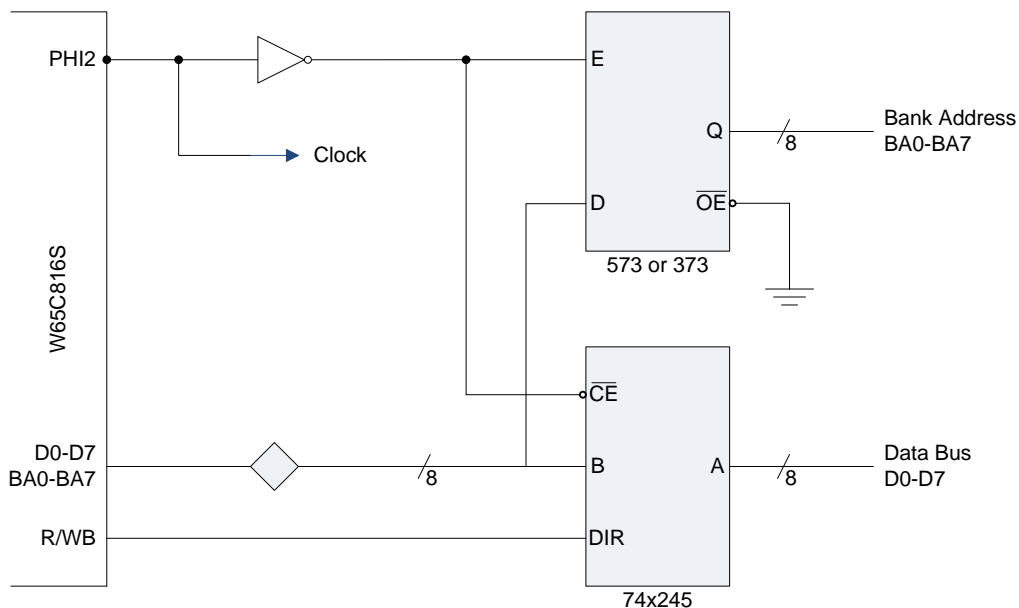 PHI2
E
Q
8
Bank Address
BA0-BA7
Clock
D
OE
573 or 373
W65C816S
CE
D0-D7
BA0-BA7
8
B
A
8
Data Bus
D0-D7
R/WB
DIR
74x245